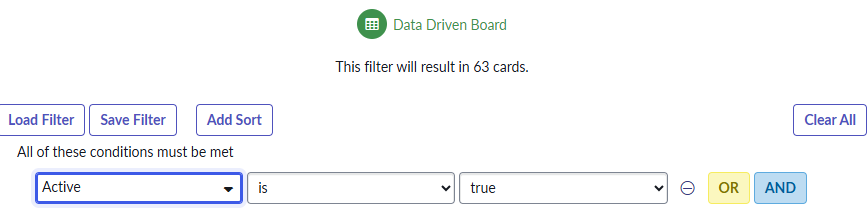 Data Driven Board
This filter will result in 63 cards.
Load Filter Save Filter Add Sort Clear All
All of these conditions must be met
Active is true OR AND